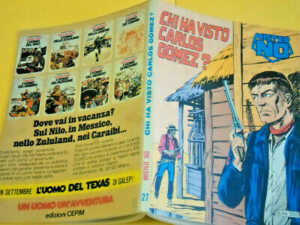 CHI HA VISTO
CARLOS
GOMEZ?
MISTER
NO
CHI HA VISTO CARLOS GOMEZ?
MISTER NO
27
Dove vai in vacanza?
Sul Nilo, in Messico,
nello Zululand, nei Caraibi...
IN SETTEMBRE L'UOMO DEL TEXAS DI GALEP!
UN UOMO UN'AVVENTURA
edizioni CEPIM